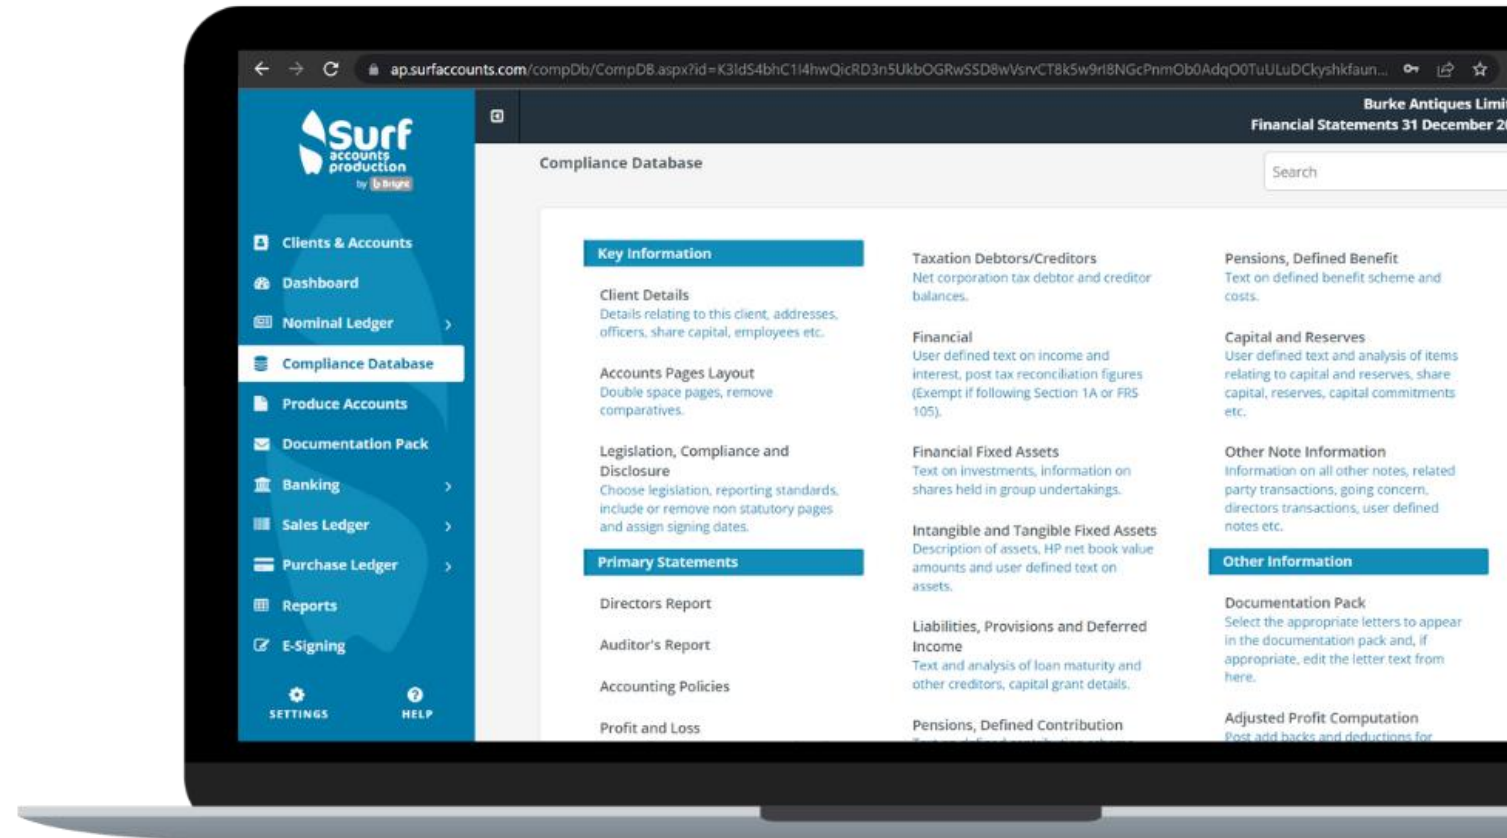 ap.surfaccounts.com/compDb/CompDB.aspx?id=
Burke Antiques Limi
Financial Statements 31 December 20
Surf
accounts
production
by Bright
Clients & Accounts
Dashboard
Nominal Ledger
Compliance Database
Produce Accounts
Documentation Pack
Banking
Sales Ledger
Purchase Ledger
Reports
E-Signing
SETTINGS
HELP
Compliance Database
Search
Key Information
Client Details
Details relating to this client, addresses,
officers, share capital, employees etc.
Accounts Pages Layout
Double space pages, remove
comparatives.
Legislation, Compliance and
Disclosure
Choose legislation, reporting standards,
include or remove non statutory pages
and assign signing dates.
Primary Statements
Directors Report
Auditor's Report
Accounting Policies
Profit and Loss
Taxation Debtors/Creditors
Net corporation tax debtor and creditor
balances.
Financial
User defined text on income and
interest, post tax reconciliation figures
(Exempt if following Section 1A or FRS
105).
Financial Fixed Assets
Text on investments, information on
shares held in group undertakings.
Intangible and Tangible Fixed Assets
Description of assets, HP net book value
amounts and user defined text on
assets.
Liabilities, Provisions and Deferred
Income
Text and analysis of loan maturity and
other creditors, capital grant details.
Pensions, Defined Contribution
Pensions, Defined Benefit
Text on defined benefit scheme and
costs.
Capital and Reserves
User defined text and analysis of items
relating to capital and reserves, share
capital, reserves, capital commitments
etc.
Other Note Information
Information on all other notes, related
party transactions, going concern,
directors transactions, user defined
notes etc.
Other Information
Documentation Pack
Select the appropriate letters to appear
in the documentation pack and, if
appropriate, edit the letter text from
here.
Adjusted Profit Computation
Post add backs and deductions for